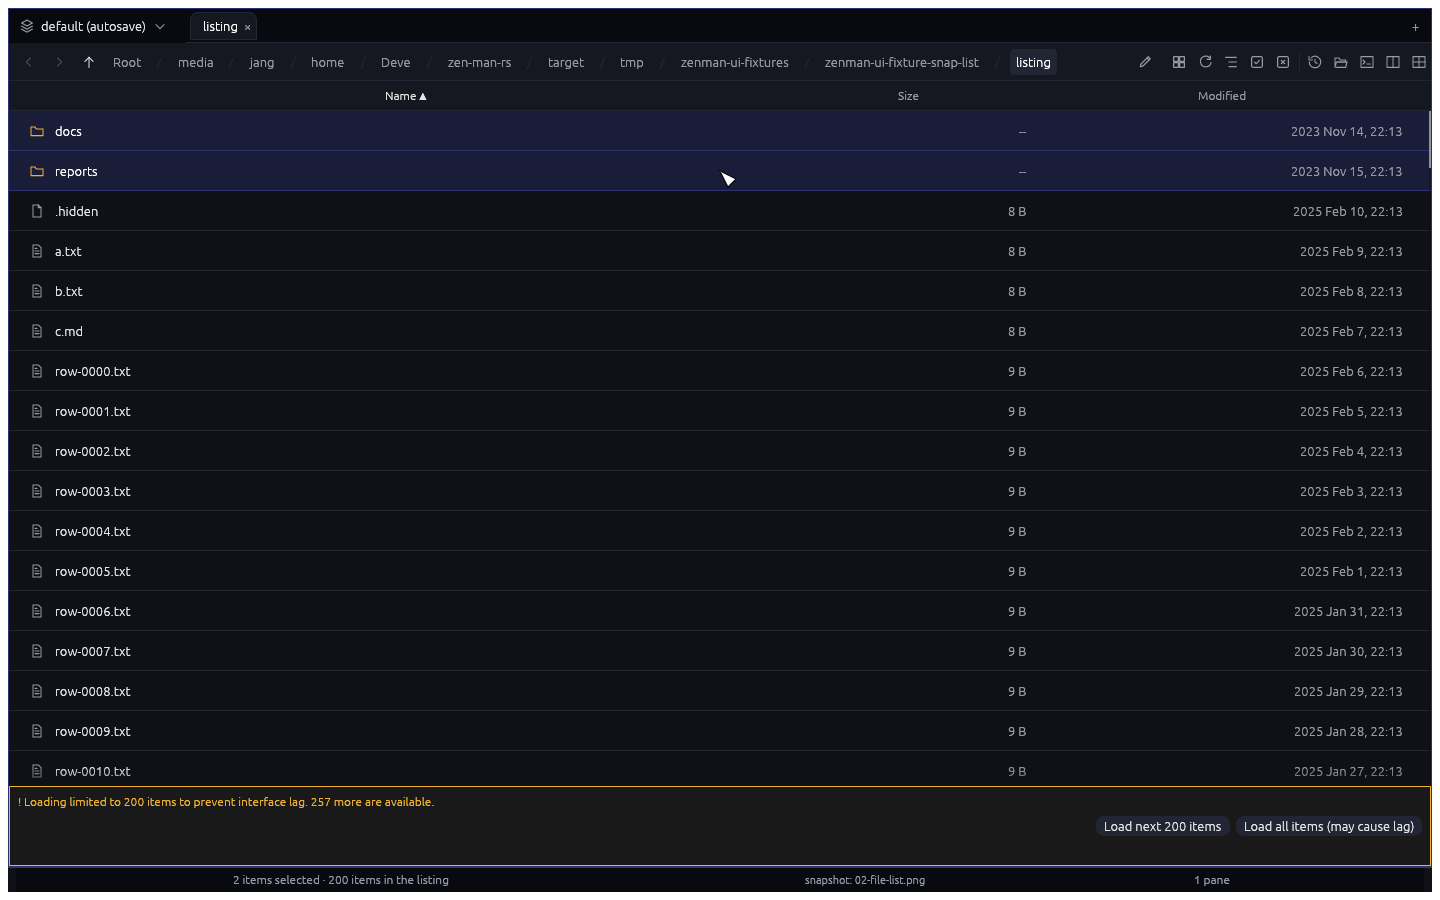 default (autosave) listing × +
Root / media / jang / home / Deve / zen-man-rs / target / tmp / zenman-ui-fixtures / zenman-ui-fixture-snap-list / listing
Name ▲ Size Modified
docs -- 2023 Nov 14, 22:13
reports -- 2023 Nov 15, 22:13
.hidden 8 B 2025 Feb 10, 22:13
a.txt 8 B 2025 Feb 9, 22:13
b.txt 8 B 2025 Feb 8, 22:13
c.md 8 B 2025 Feb 7, 22:13
row-0000.txt 9 B 2025 Feb 6, 22:13
row-0001.txt 9 B 2025 Feb 5, 22:13
row-0002.txt 9 B 2025 Feb 4, 22:13
row-0003.txt 9 B 2025 Feb 3, 22:13
row-0004.txt 9 B 2025 Feb 2, 22:13
row-0005.txt 9 B 2025 Feb 1, 22:13
row-0006.txt 9 B 2025 Jan 31, 22:13
row-0007.txt 9 B 2025 Jan 30, 22:13
row-0008.txt 9 B 2025 Jan 29, 22:13
row-0009.txt 9 B 2025 Jan 28, 22:13
row-0010.txt 9 B 2025 Jan 27, 22:13
! Loading limited to 200 items to prevent interface lag. 257 more are available.
Load next 200 items Load all items (may cause lag)
2 items selected · 200 items in the listing snapshot: 02-file-list.png 1 pane